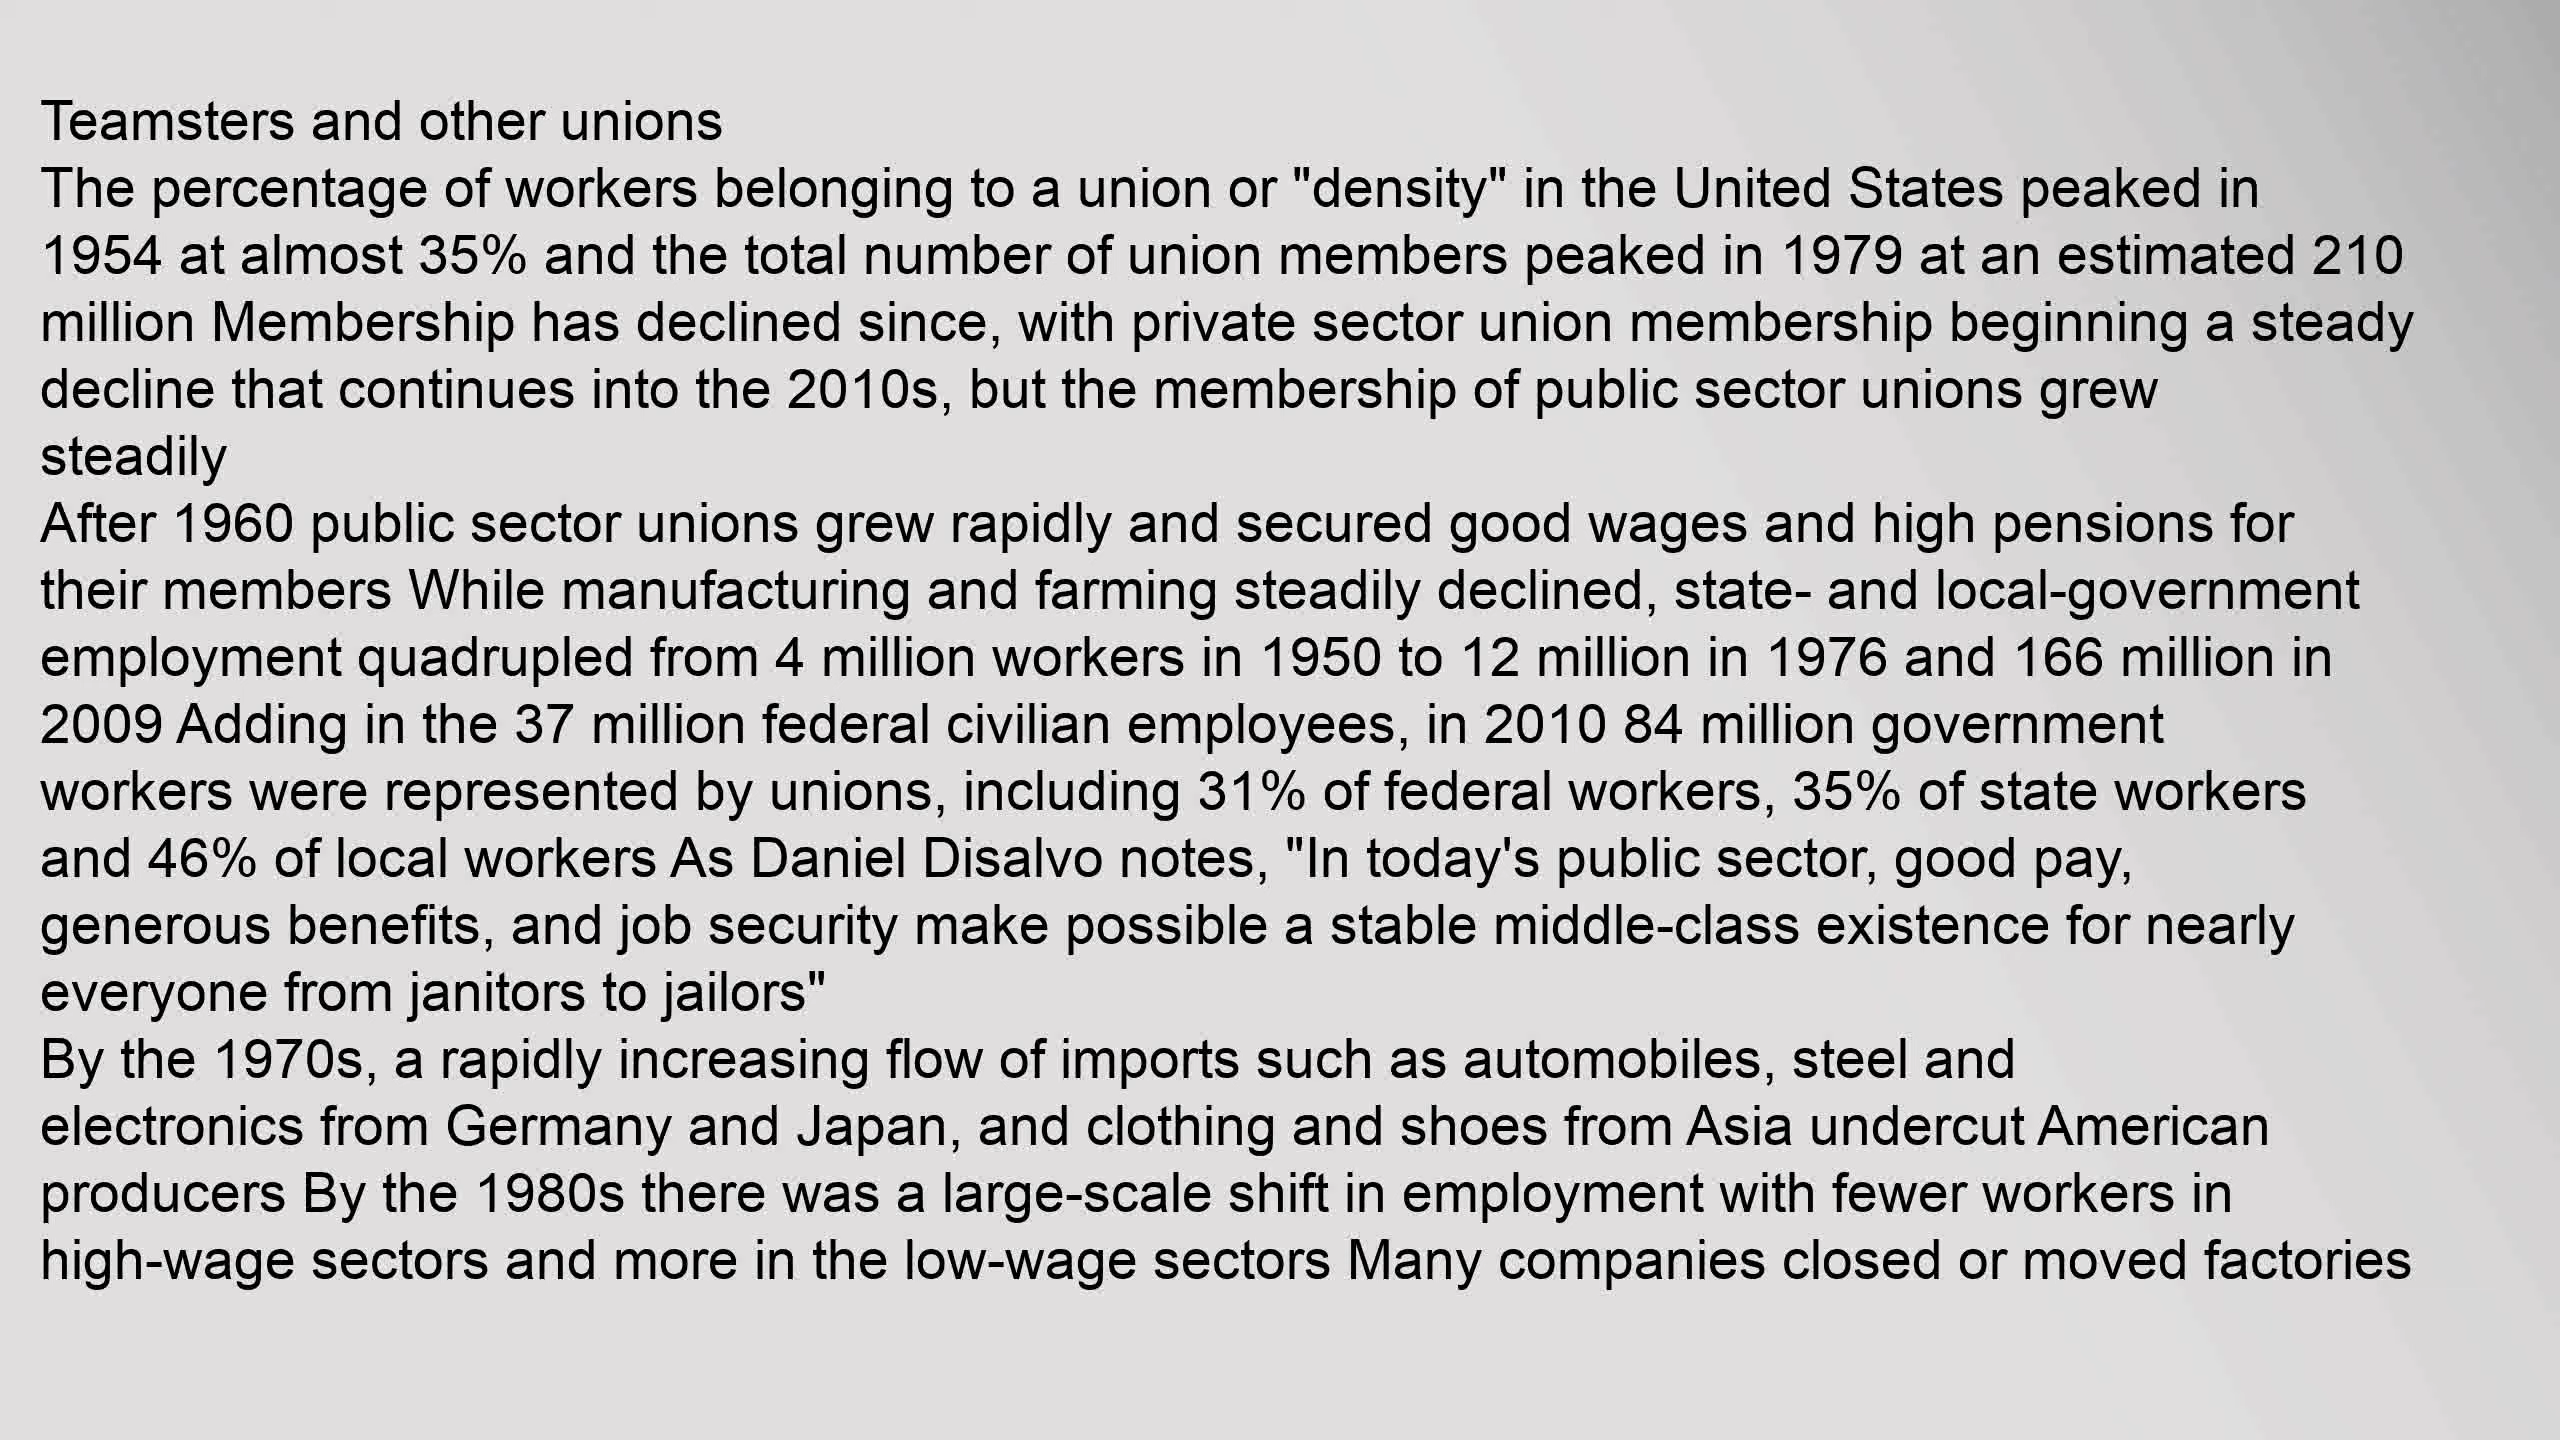 Teamsters and other unions
The percentage of workers belonging to a union or "density" in the United States peaked in
1954 at almost 35% and the total number of union members peaked in 1979 at an estimated 210
million Membership has declined since, with private sector union membership beginning a steady
decline that continues into the 2010s, but the membership of public sector unions grew
steadily
After 1960 public sector unions grew rapidly and secured good wages and high pensions for
their members While manufacturing and farming steadily declined, state- and local-government
employment quadrupled from 4 million workers in 1950 to 12 million in 1976 and 166 million in
2009 Adding in the 37 million federal civilian employees, in 2010 84 million government
workers were represented by unions, including 31% of federal workers, 35% of state workers
and 46% of local workers As Daniel Disalvo notes, "In today's public sector, good pay,
generous benefits, and job security make possible a stable middle-class existence for nearly
everyone from janitors to jailors"
By the 1970s, a rapidly increasing flow of imports such as automobiles, steel and
electronics from Germany and Japan, and clothing and shoes from Asia undercut American
producers By the 1980s there was a large-scale shift in employment with fewer workers in
high-wage sectors and more in the low-wage sectors Many companies closed or moved factories